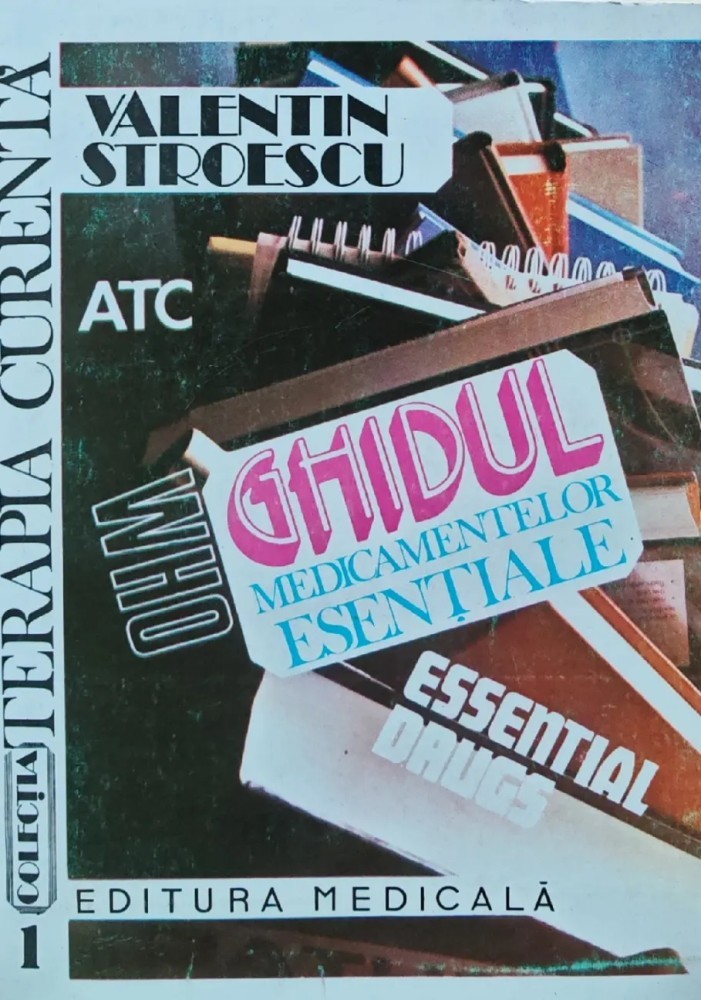 VALENTIN
STROESCU
ATC
GHIDUL
MEDICAMENTELOR
ESENȚIALE
WHO
ESSENTIAL
DRUGS
EDITURA MEDICALĂ
COLECȚIA TERAPIA CURENTĂ
1